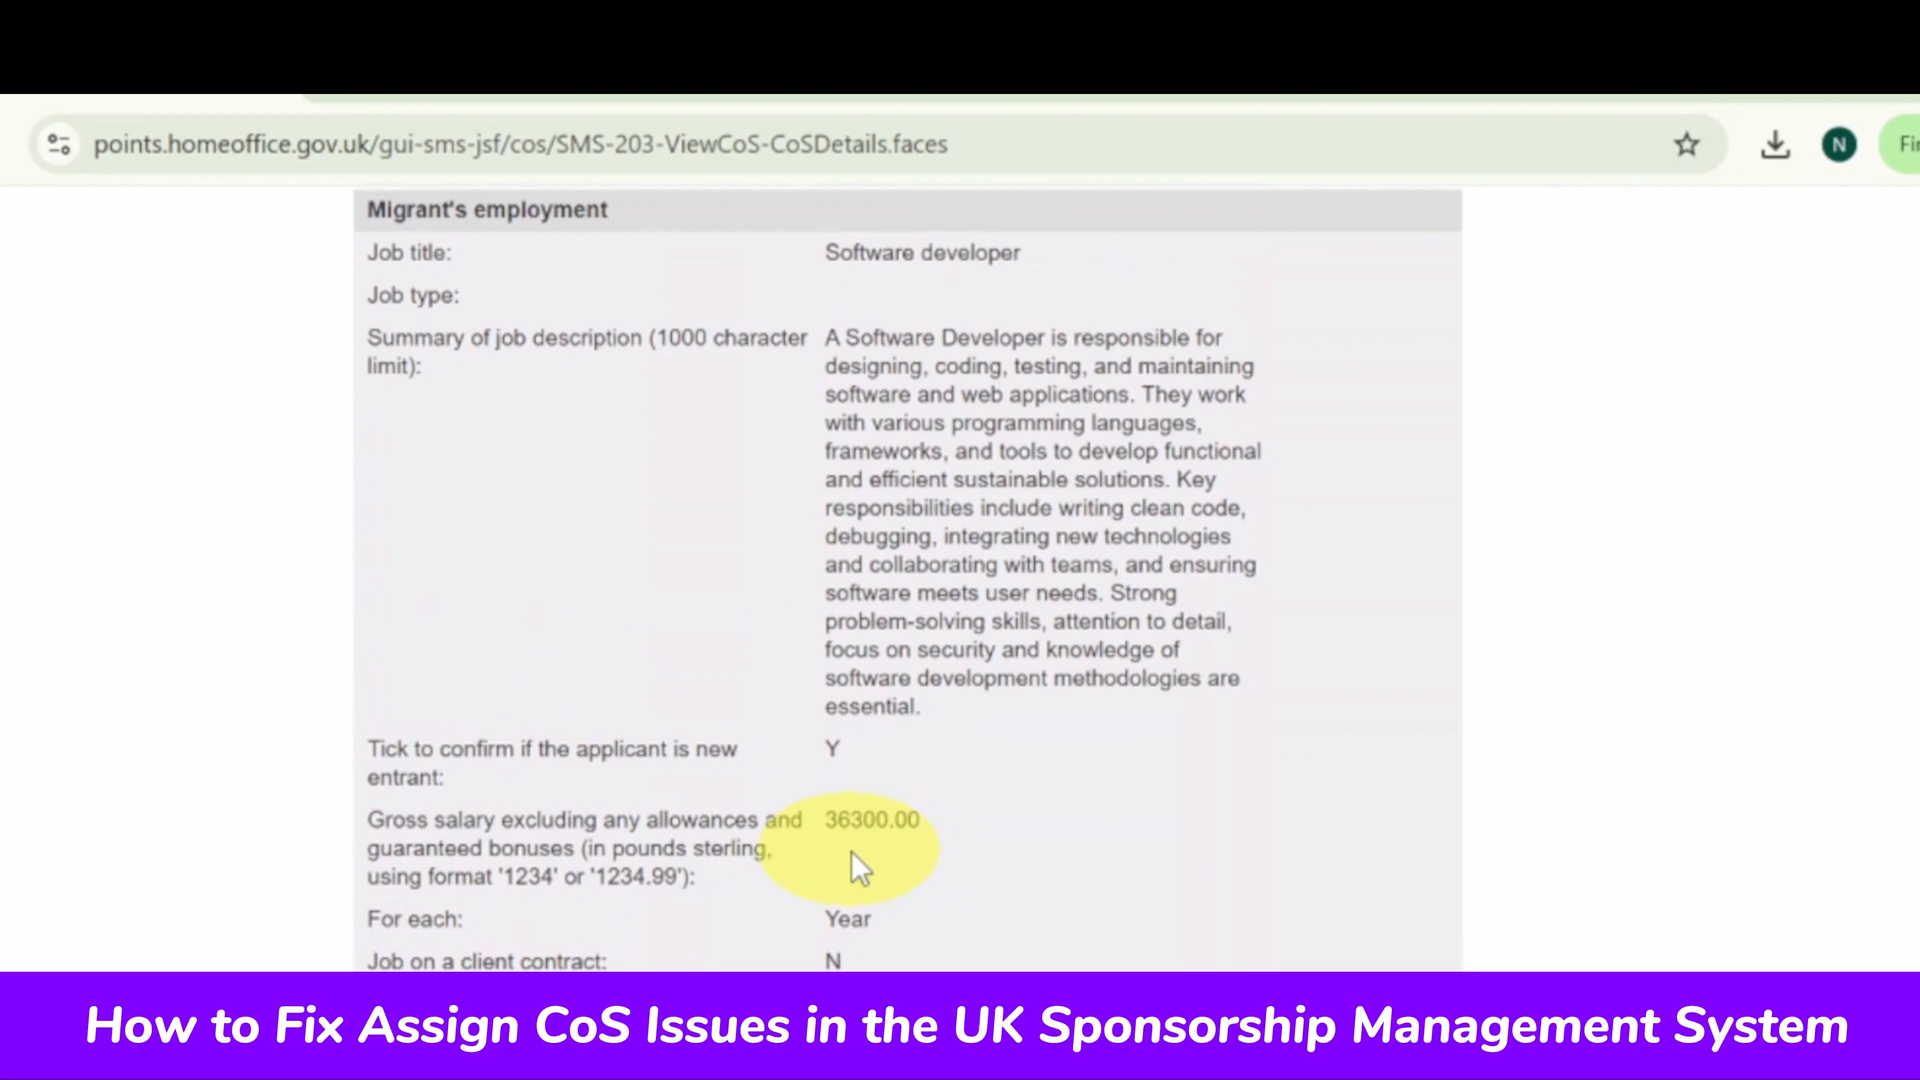 points.homeoffice.gov.uk/gui-sms-jsf/cos/SMS-203-ViewCoS-CoSDetails.faces
N
Fi
Migrant's employment
Job title: Software developer
Job type:
Summary of job description (1000 character limit):
A Software Developer is responsible for
designing, coding, testing, and maintaining
software and web applications. They work
with various programming languages,
frameworks, and tools to develop functional
and efficient sustainable solutions. Key
responsibilities include writing clean code,
debugging, integrating new technologies
and collaborating with teams, and ensuring
software meets user needs. Strong
problem-solving skills, attention to detail,
focus on security and knowledge of
software development methodologies are
essential.
Tick to confirm if the applicant is new
entrant:
Y
Gross salary excluding any allowances and
guaranteed bonuses (in pounds sterling,
using format '1234' or '1234.99'):
36300.00
For each: Year
Job on a client contract: N
How to Fix Assign CoS Issues in the UK Sponsorship Management System